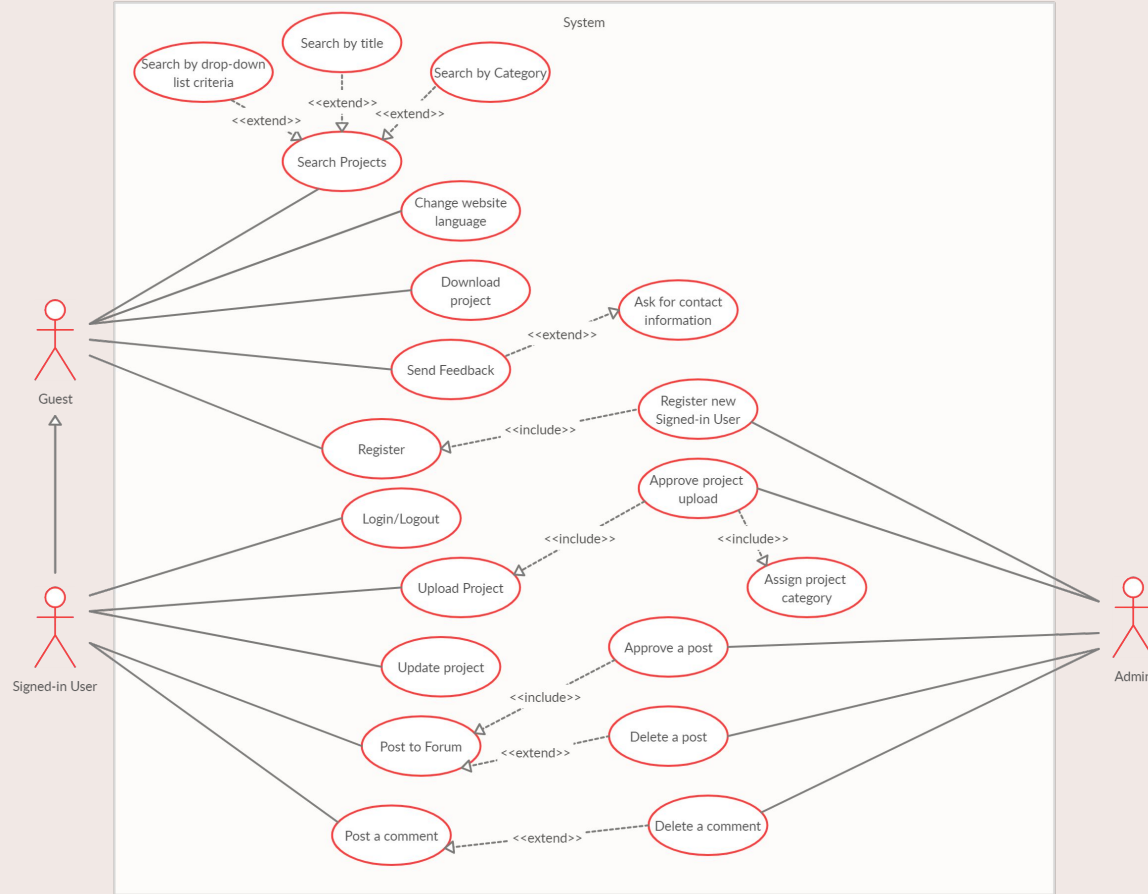 System
Search by title
Search by drop-down
list criteria
Search by Category
<<extend>>
<<extend>>
<<extend>>
Search Projects
Change website
language
Download
project
Ask for contact
information
<<extend>>
Send Feedback
Guest
Register new
Signed-in User
<<include>>
Register
Approve project
upload
Login/Logout
<<include>>
<<include>>
Upload Project
Assign project
category
Approve a post
Update project
Signed-in User
Admin
<<include>>
Post to Forum
Delete a post
<<extend>>
Post a comment
Delete a comment
<<extend>>